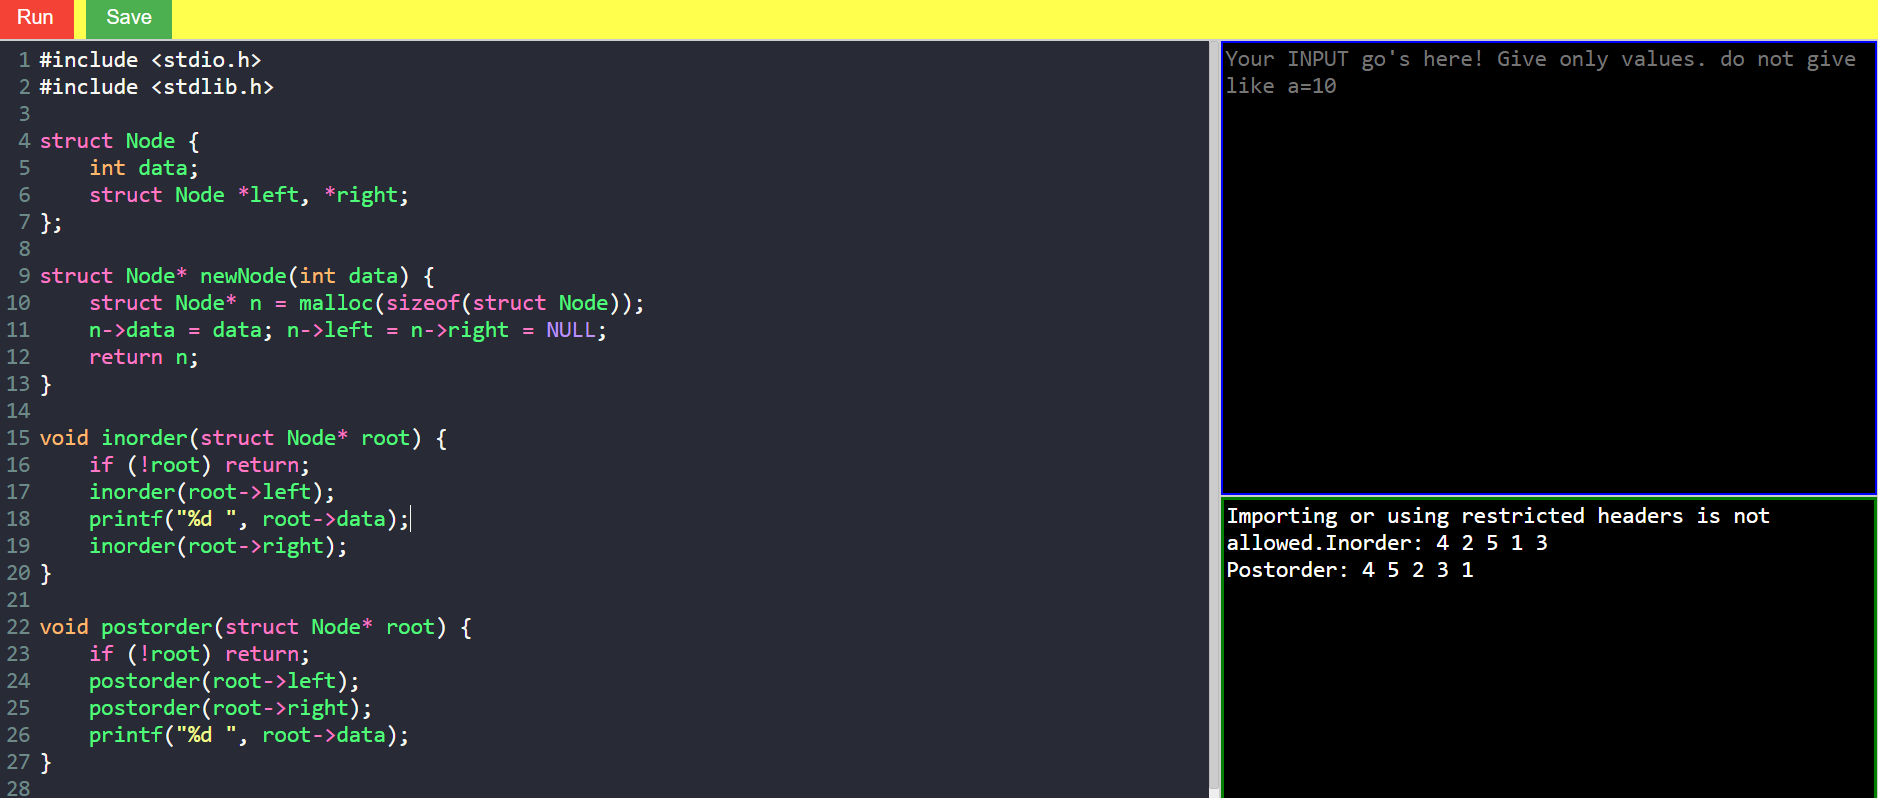 Run Save
1 #include <stdio.h>
2 #include <stdlib.h>
3
4 struct Node {
5     int data;
6     struct Node *left, *right;
7 };
8
9 struct Node* newNode(int data) {
10     struct Node* n = malloc(sizeof(struct Node));
11     n->data = data; n->left = n->right = NULL;
12     return n;
13 }
14
15 void inorder(struct Node* root) {
16     if (!root) return;
17     inorder(root->left);
18     printf("%d ", root->data);
19     inorder(root->right);
20 }
21
22 void postorder(struct Node* root) {
23     if (!root) return;
24     postorder(root->left);
25     postorder(root->right);
26     printf("%d ", root->data);
27 }
28
Your INPUT go's here! Give only values. do not give
like a=10
Importing or using restricted headers is not
allowed.Inorder: 4 2 5 1 3
Postorder: 4 5 2 3 1